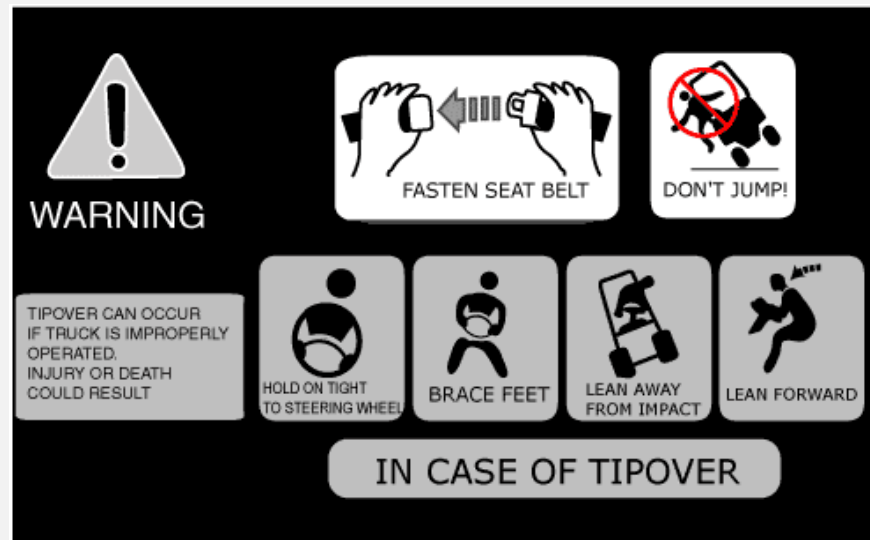 WARNING
FASTEN SEAT BELT
DON'T JUMP!
TIPOVER CAN OCCUR
IF TRUCK IS IMPROPERLY
OPERATED.
INJURY OR DEATH
COULD RESULT
HOLD ON TIGHT
TO STEERING WHEEL
BRACE FEET
LEAN AWAY
FROM IMPACT
LEAN FORWARD
IN CASE OF TIPOVER